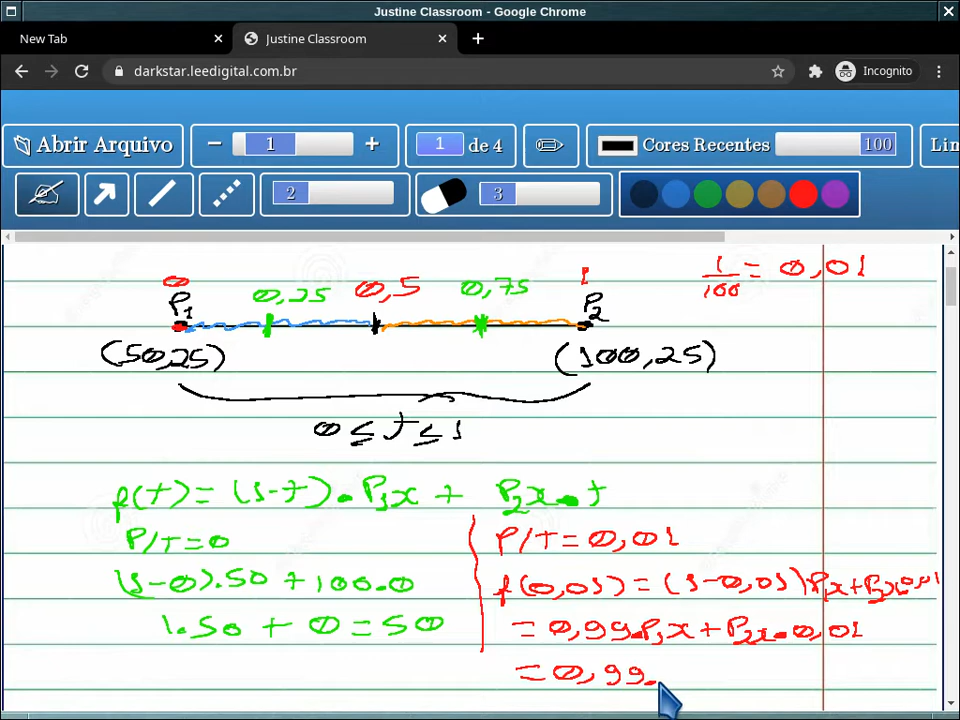 Justine Classroom - Google Chrome
New Tab
Justine Classroom
darkstar.leedigital.com.br
Incognito
Abrir Arquivo
− 1 +
1 de 4
Cores Recentes 100
Lin
2
3
0 0,25 0,5 0,75 1
1/100 = 0,01
P1 P2
(50,25) (100,25)
0 ≤ t ≤ 1
f(t) = (1-t).P1x + P2x.t
P/T=0
(1-0).50 + 100.0
1.50 + 0 = 50
P/T = 0,01
f(0,01) = (1-0,01)P1x + P2x.0,01
= 0,99.P1x + P2x.0,01
= 0,99.